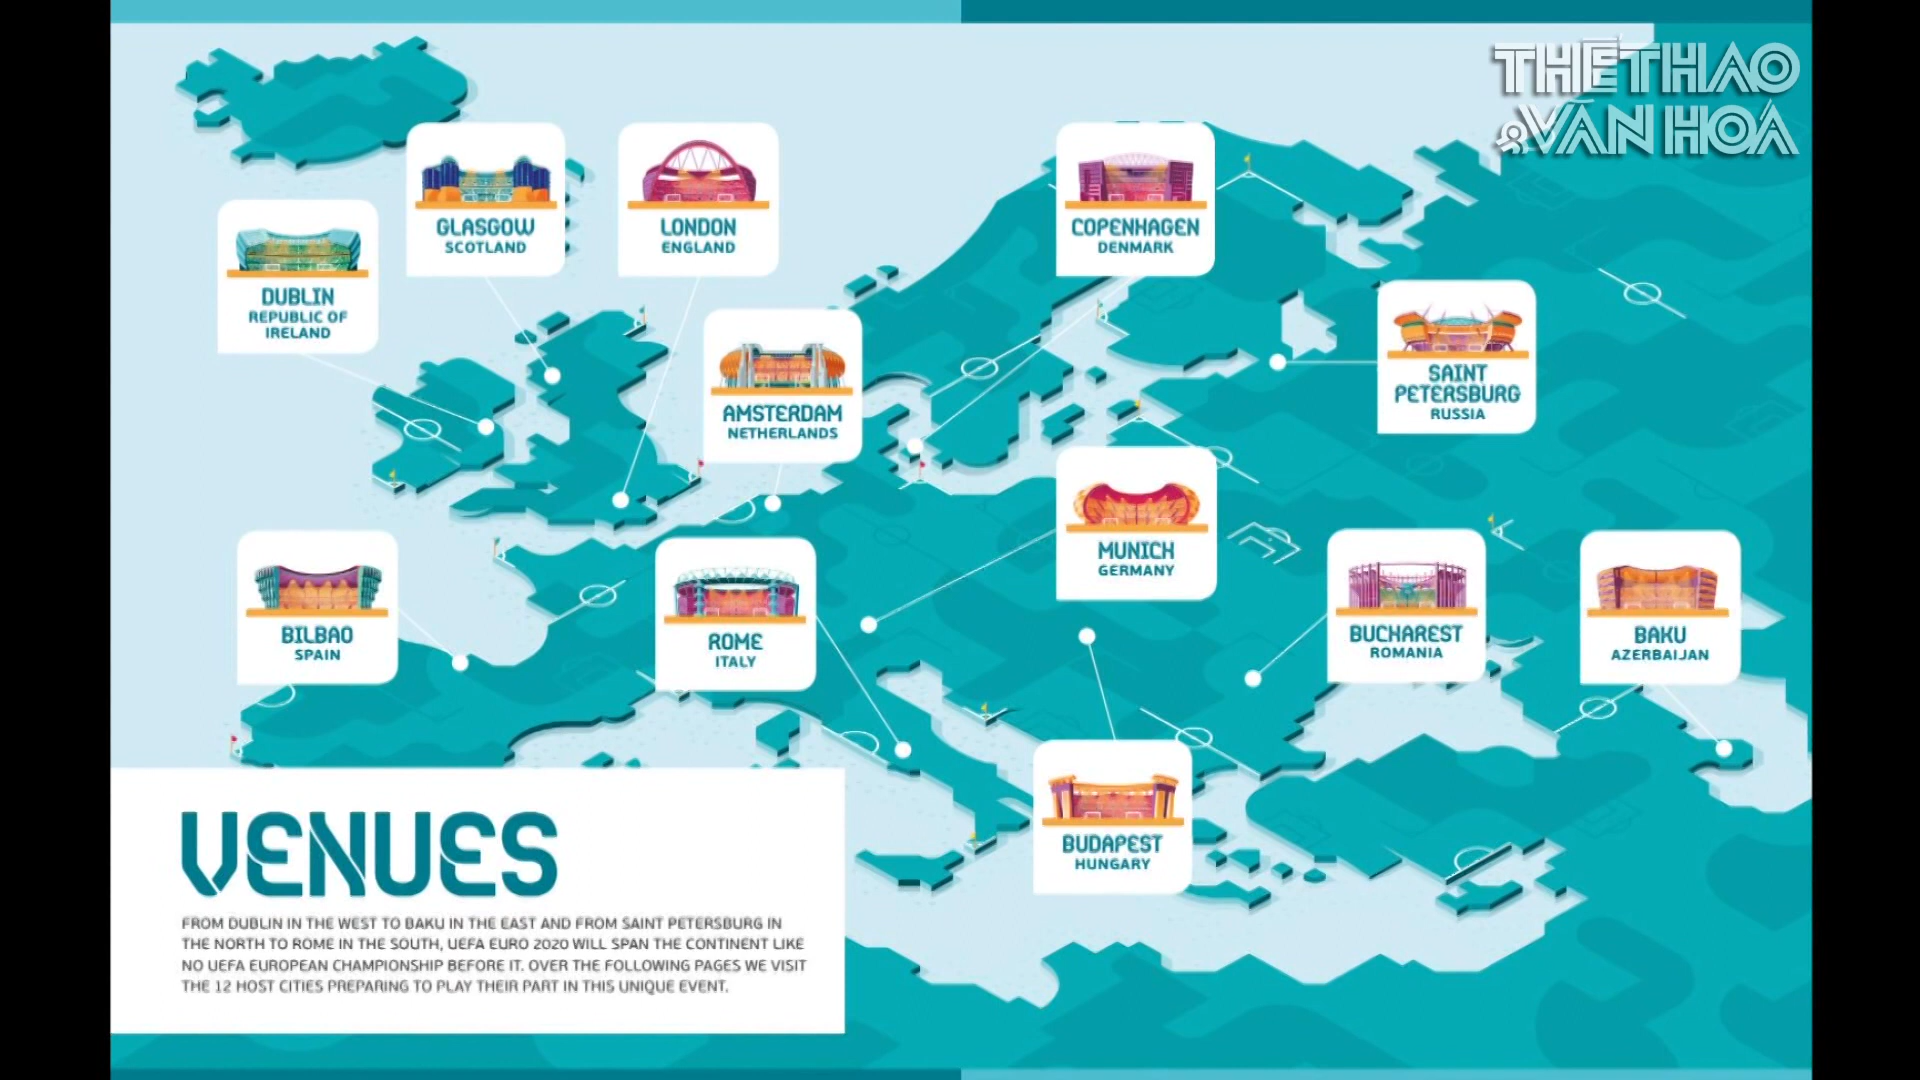 THỂ THAO
& VĂN HOÁ
GLASGOW
SCOTLAND
LONDON
ENGLAND
COPENHAGEN
DENMARK
DUBLIN
REPUBLIC OF
IRELAND
SAINT
PETERSBURG
RUSSIA
AMSTERDAM
NETHERLANDS
MUNICH
GERMANY
BILBAO
SPAIN
ROME
ITALY
BUCHAREST
ROMANIA
BAKU
AZERBAIJAN
BUDAPEST
HUNGARY
VENUES
FROM DUBLIN IN THE WEST TO BAKU IN THE EAST AND FROM SAINT PETERSBURG IN
THE NORTH TO ROME IN THE SOUTH, UEFA EURO 2020 WILL SPAN THE CONTINENT LIKE
NO UEFA EUROPEAN CHAMPIONSHIP BEFORE IT. OVER THE FOLLOWING PAGES WE VISIT
THE 12 HOST CITIES PREPARING TO PLAY THEIR PART IN THIS UNIQUE EVENT.